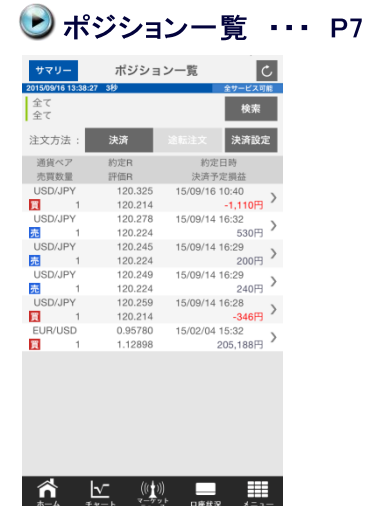 ポジション一覧 ・・・ P7
サマリー ポジション一覧
2015/09/16 13:38:27 3秒 全サービス可能
全て
全て
検索
注文方法： 決済 逆転注文 決済設定
通貨ペア 約定R 約定日時
売買数量 評価R 決済予定損益
USD/JPY 120.325 15/09/16 10:40
買 1 120.214 -1,110円
USD/JPY 120.278 15/09/14 16:32
売 1 120.224 530円
USD/JPY 120.245 15/09/14 16:29
売 1 120.224 200円
USD/JPY 120.249 15/09/14 16:29
売 1 120.224 240円
USD/JPY 120.259 15/09/14 16:28
買 1 120.214 -346円
EUR/USD 0.95780 15/02/04 15:32
買 1 1.12898 205,188円
ホーム チャート マーケット 口座状況 メニュー